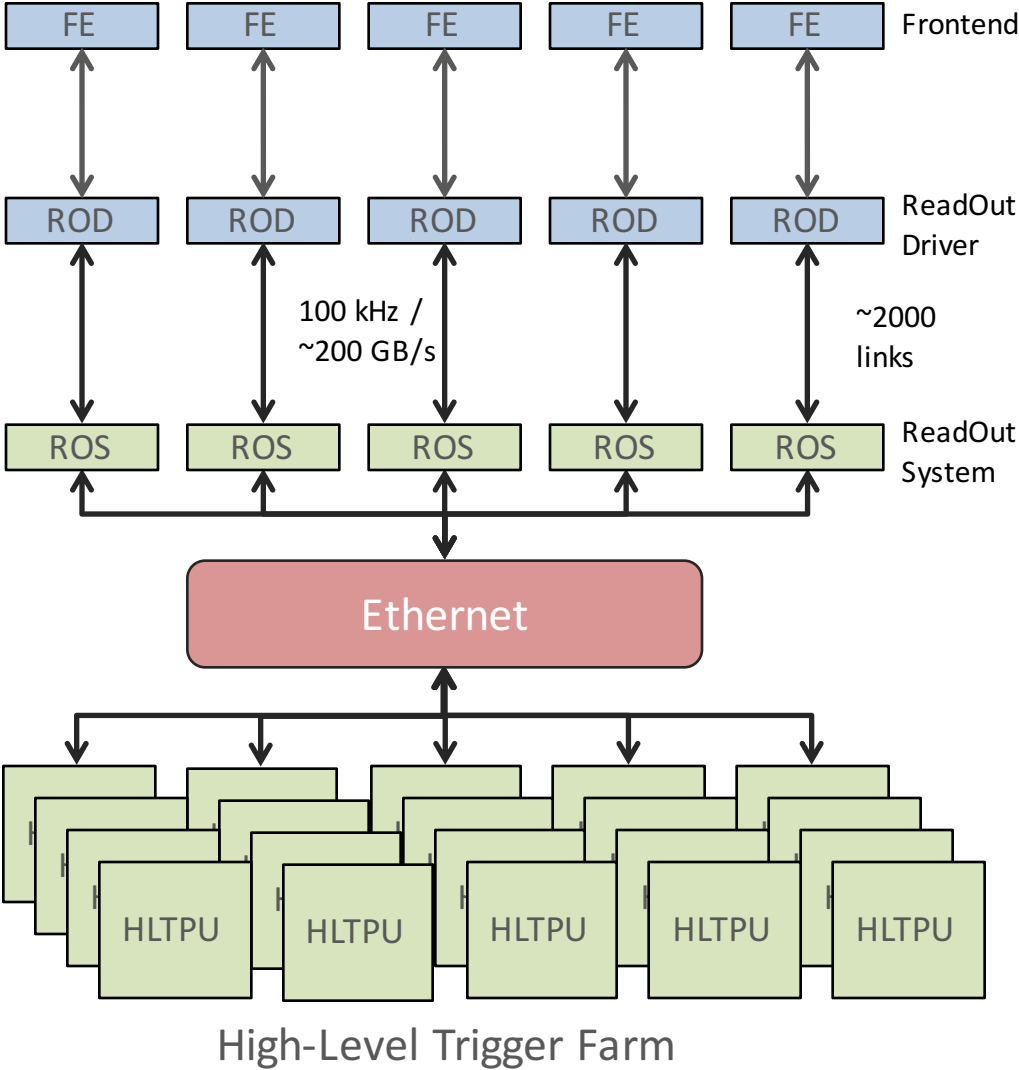 FE FE FE FE FE Frontend
ROD ROD ROD ROD ROD ReadOut
Driver
100 kHz /
~200 GB/s
~2000
links
ROS ROS ROS ROS ROS ReadOut
System
Ethernet
HLTPU HLTPU HLTPU HLTPU HLTPU
High-Level Trigger Farm